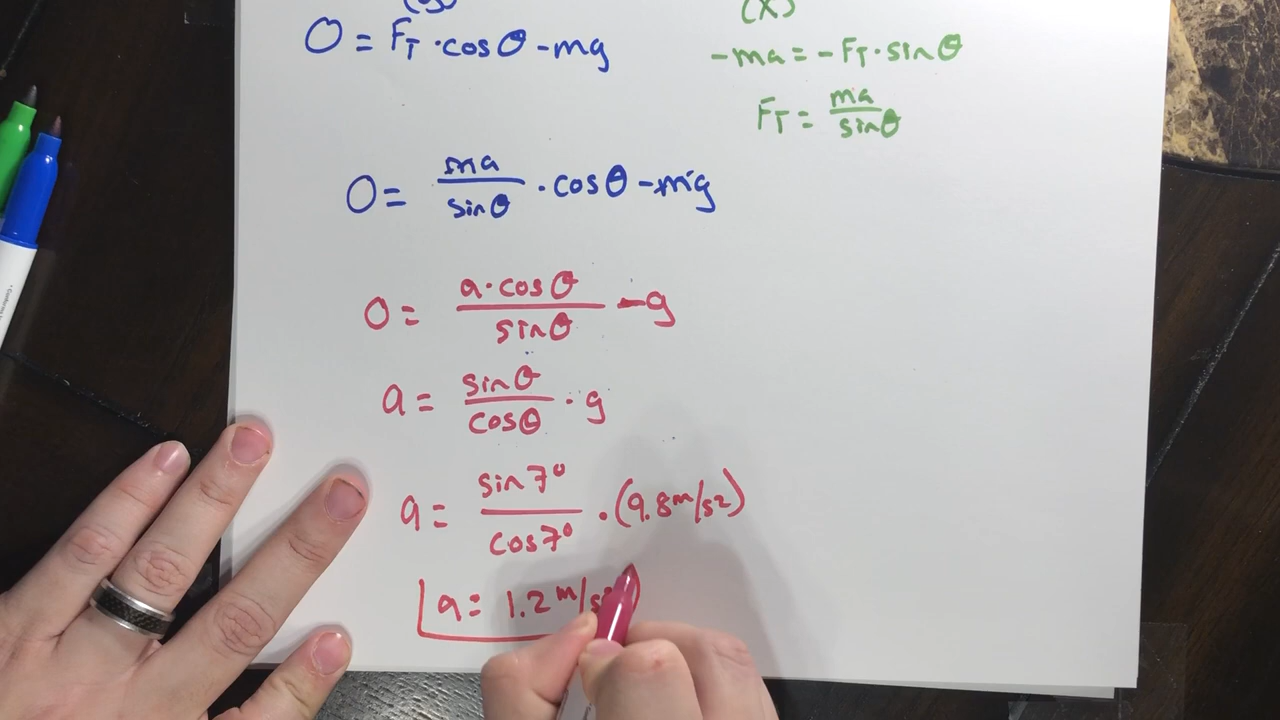 (x)
0 = F_T · cos θ - mg
-ma = -F_T · sin θ
F_T = ma/sin θ
0 = ma/sin θ · cos θ - mg
0 = a · cos θ/sin θ - g
a = sin θ/cos θ · g
a = sin 7°/cos 7° · (9.8 m/s²)
a = 1.2 m/s²